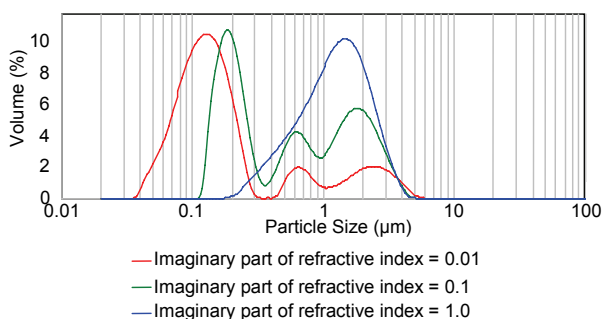 Volume (%)
10
8
6
4
2
0
0.01 0.1 1 10 100
Particle Size (µm)
Imaginary part of refractive index = 0.01
Imaginary part of refractive index = 0.1
Imaginary part of refractive index = 1.0